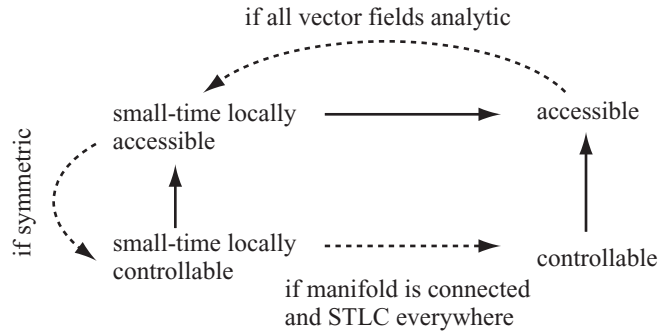 if all vector fields analytic
small-time locally
accessible
accessible
if symmetric
small-time locally
controllable
controllable
if manifold is connected
and STLC everywhere